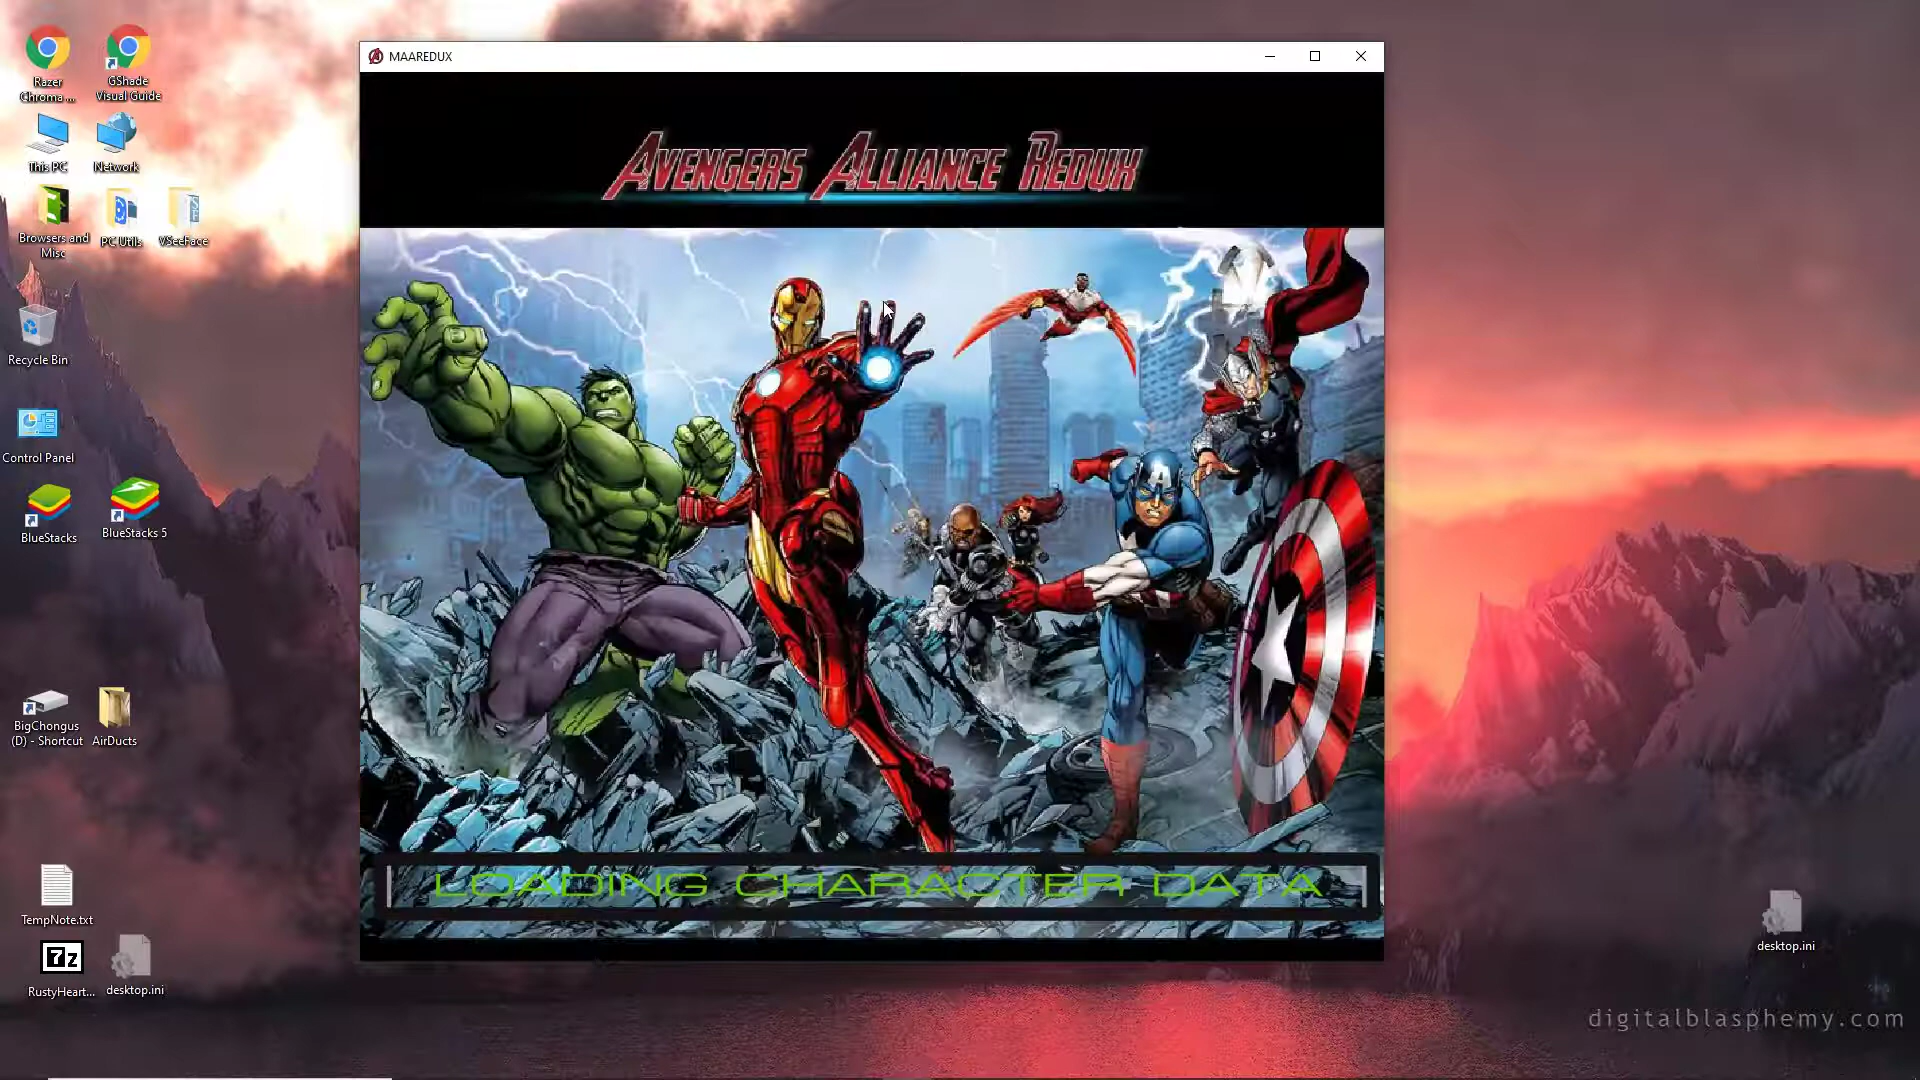 Razer
Chroma ...
GShade
Visual Guide
This PC
Network
Browsers and
Misc
PC Utils
VSeeFace
Recycle Bin
Control Panel
BlueStacks
BlueStacks 5
BigChongus
(D) - Shortcut
AirDucts
TempNote.txt
7z
RustyHeart...
desktop.ini
MAAREDUX
AVENGERS ALLIANCE REDUX
A
LOADING CHARACTER DATA
desktop.ini
digitalblasphemy.com